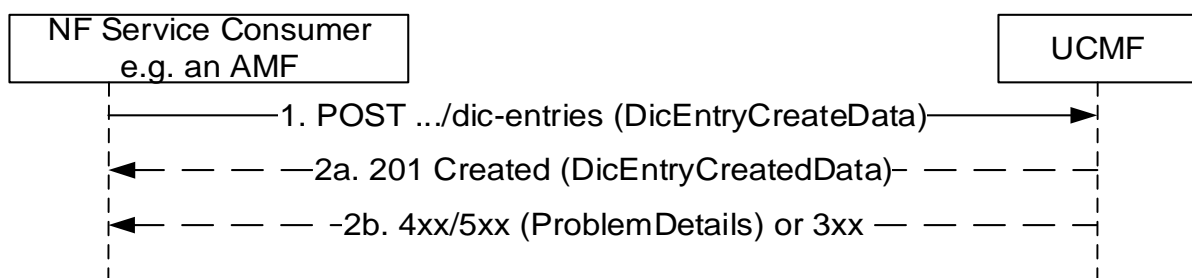 NF Service Consumer
e.g. an AMF
UCMF
1. POST .../dic-entries (DicEntryCreateData)
2a. 201 Created (DicEntryCreatedData)
2b. 4xx/5xx (ProblemDetails) or 3xx